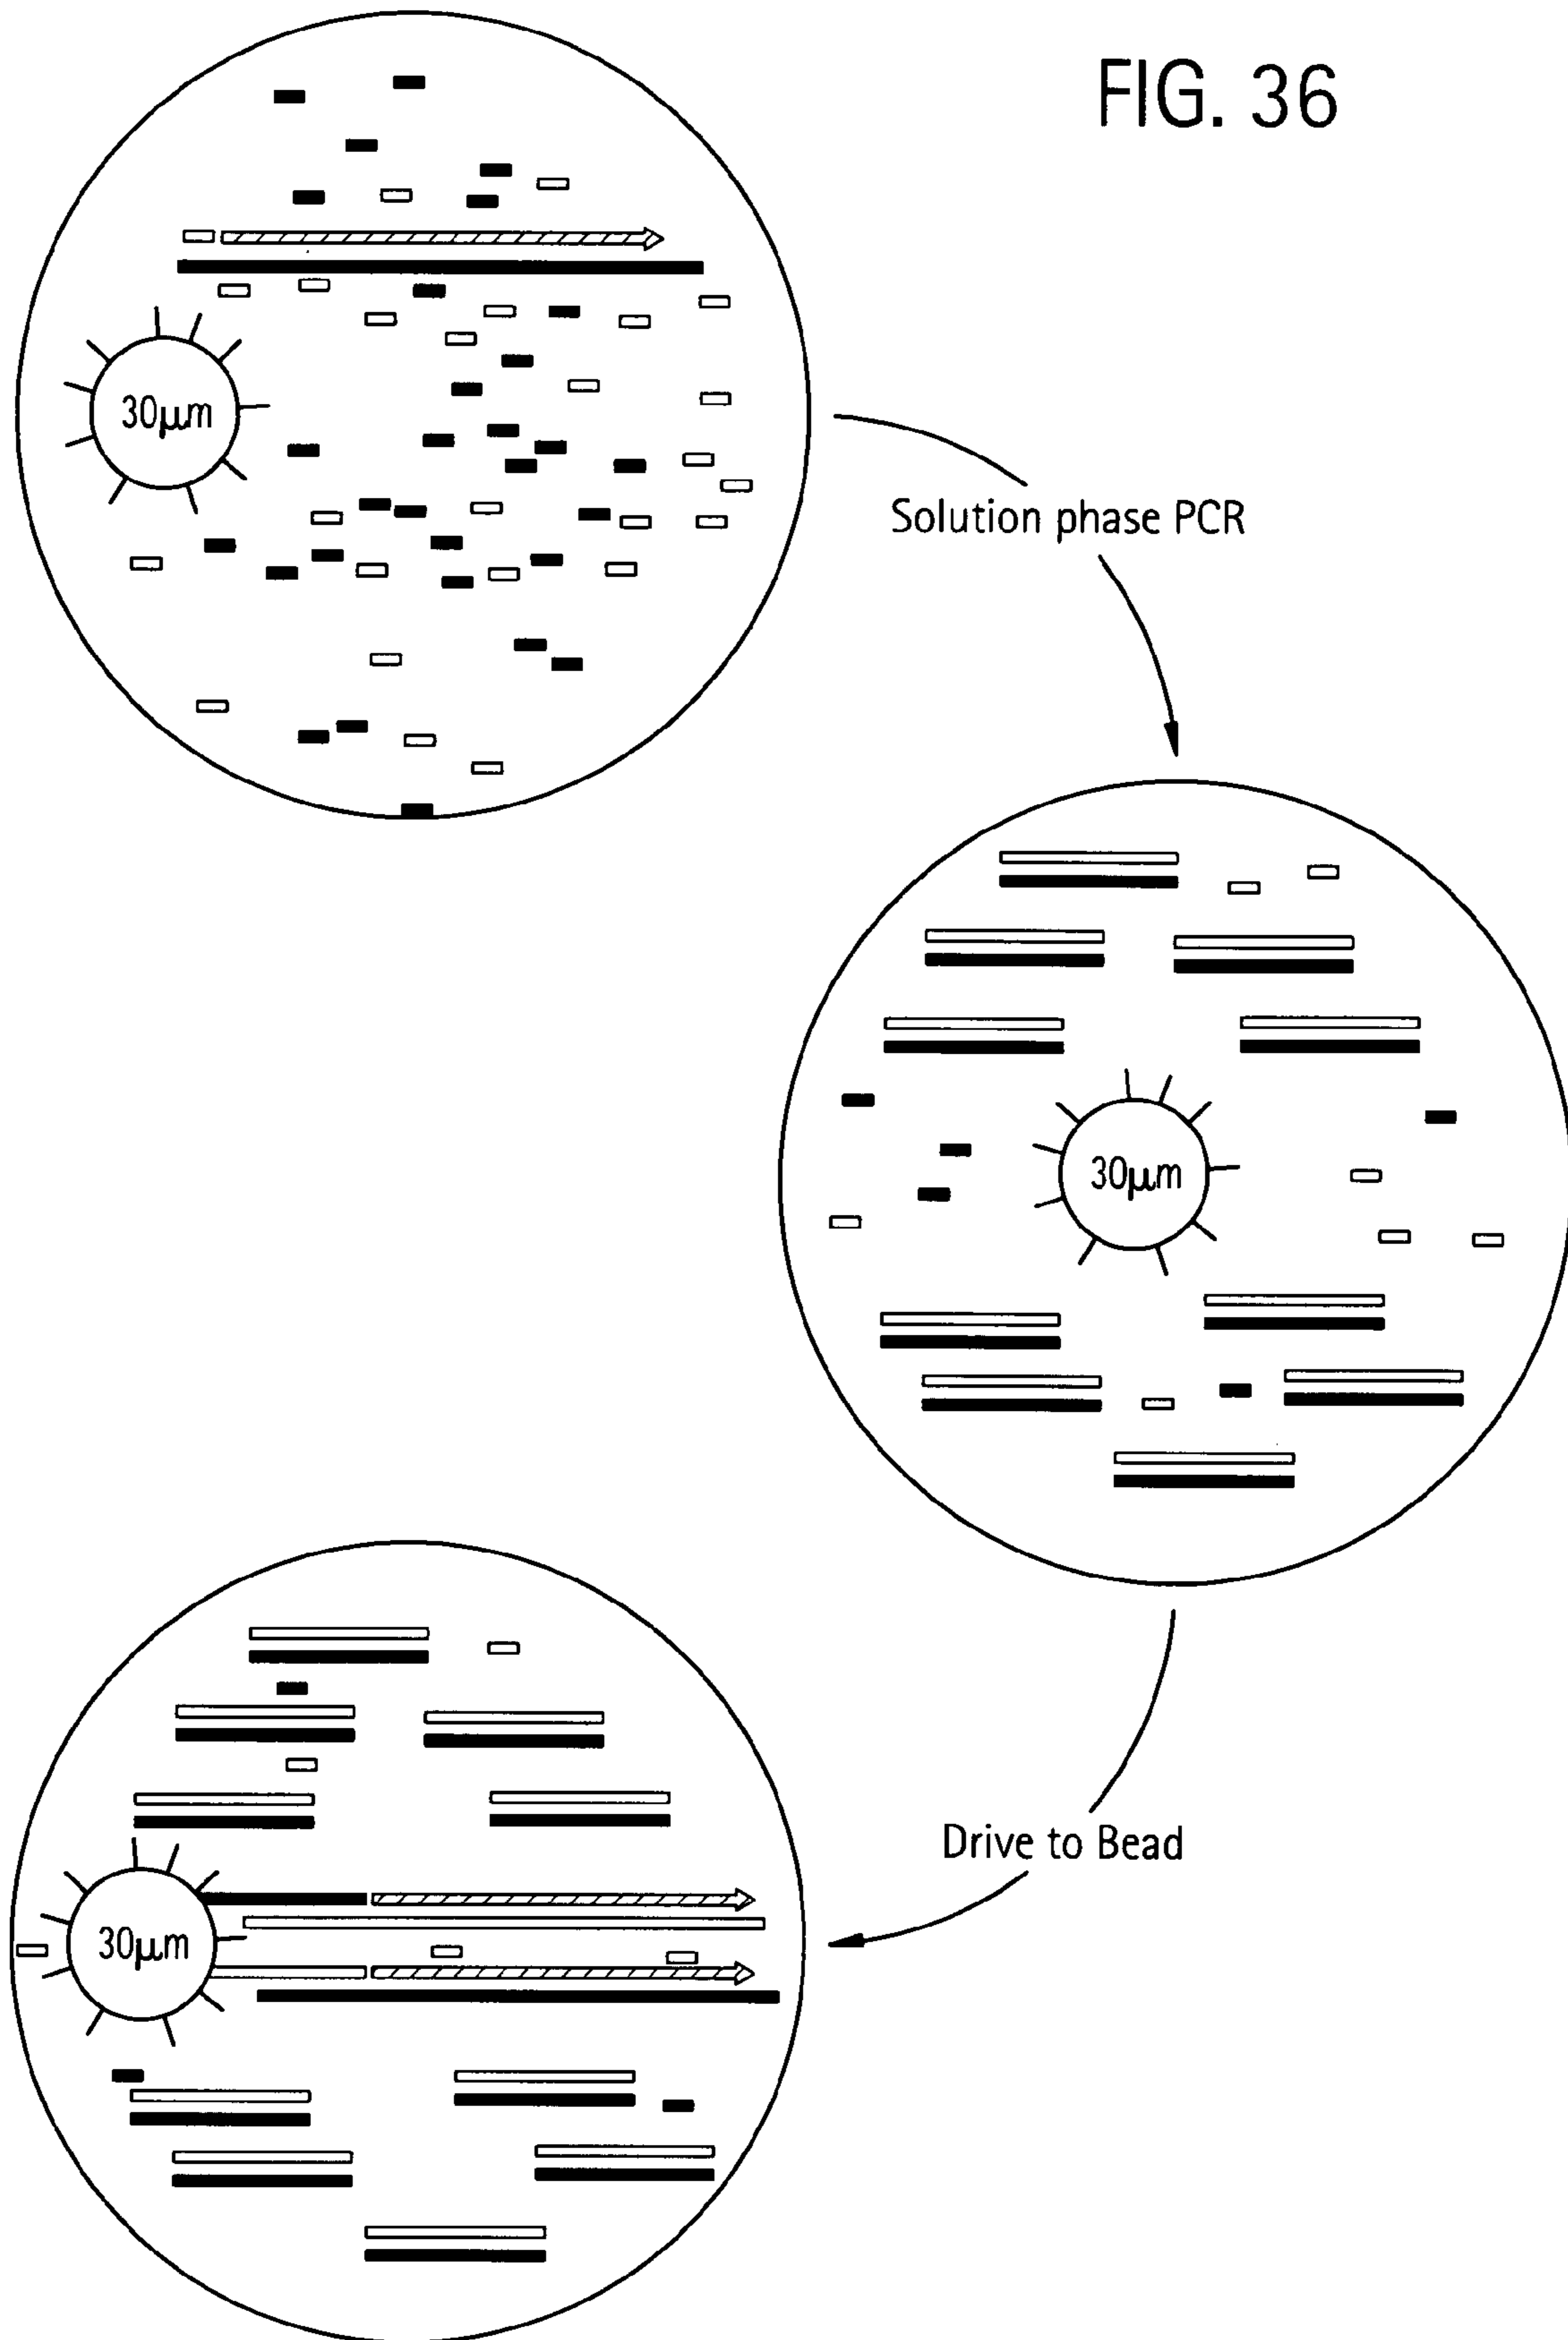 FIG. 36
30µm
Solution phase PCR
30µm
Drive to Bead
30µm